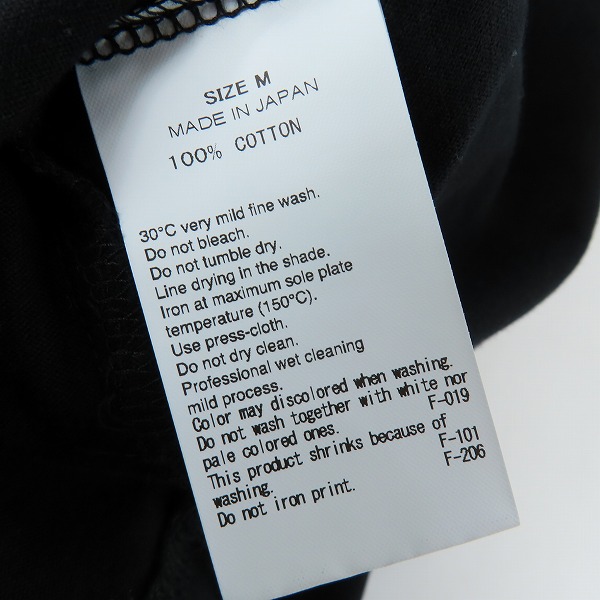 SIZE M
MADE IN JAPAN
100% COTTON
30°C very mild fine wash.
Do not bleach.
Do not tumble dry.
Line drying in the shade.
Iron at maximum sole plate
temperature (150°C).
Use press-cloth.
Do not dry clean.
Professional wet cleaning
mild process.
Color may discolored when washing.
Do not wash together with white nor
pale colored ones. F-019
This product shrinks because of
washing. F-101
Do not iron print. F-206